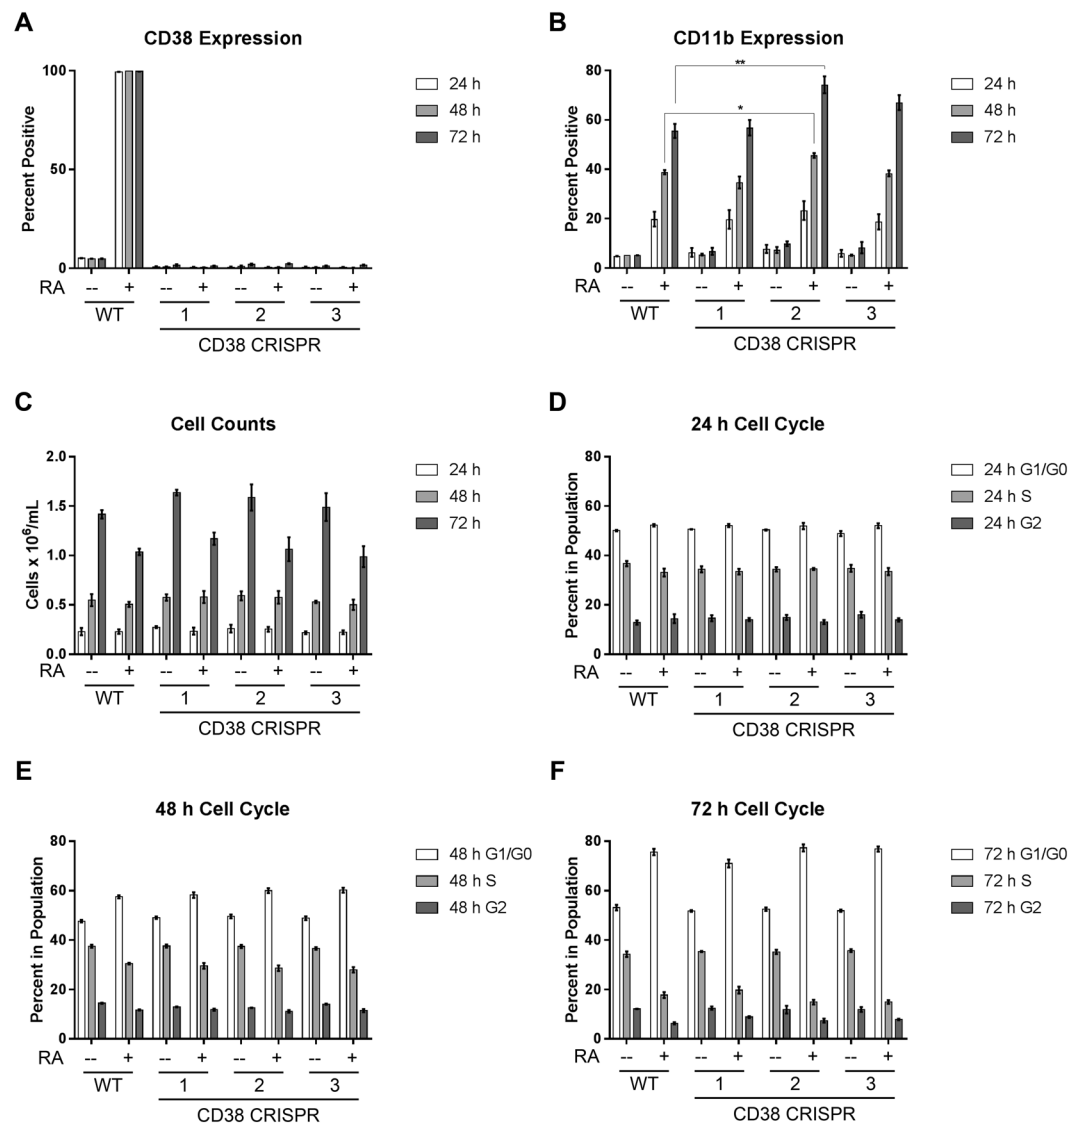 A
CD38 Expression
Percent Positive
100
50
0
24 h
48 h
72 h
RA -- + -- + -- + -- +
WT 1 2 3
CD38 CRISPR
B
CD11b Expression
Percent Positive
80
60
40
20
0
**
*
24 h
48 h
72 h
RA -- + -- + -- + -- +
WT 1 2 3
CD38 CRISPR
C
Cell Counts
Cells x 10⁶/mL
2.0
1.5
1.0
0.5
0.0
24 h
48 h
72 h
RA -- + -- + -- + -- +
WT 1 2 3
CD38 CRISPR
D
24 h Cell Cycle
Percent in Population
80
60
40
20
0
24 h G1/G0
24 h S
24 h G2
RA -- + -- + -- + -- +
WT 1 2 3
CD38 CRISPR
E
48 h Cell Cycle
Percent in Population
80
60
40
20
0
48 h G1/G0
48 h S
48 h G2
RA -- + -- + -- + -- +
WT 1 2 3
CD38 CRISPR
F
72 h Cell Cycle
Percent in Population
80
60
40
20
0
72 h G1/G0
72 h S
72 h G2
RA -- + -- + -- + -- +
WT 1 2 3
CD38 CRISPR